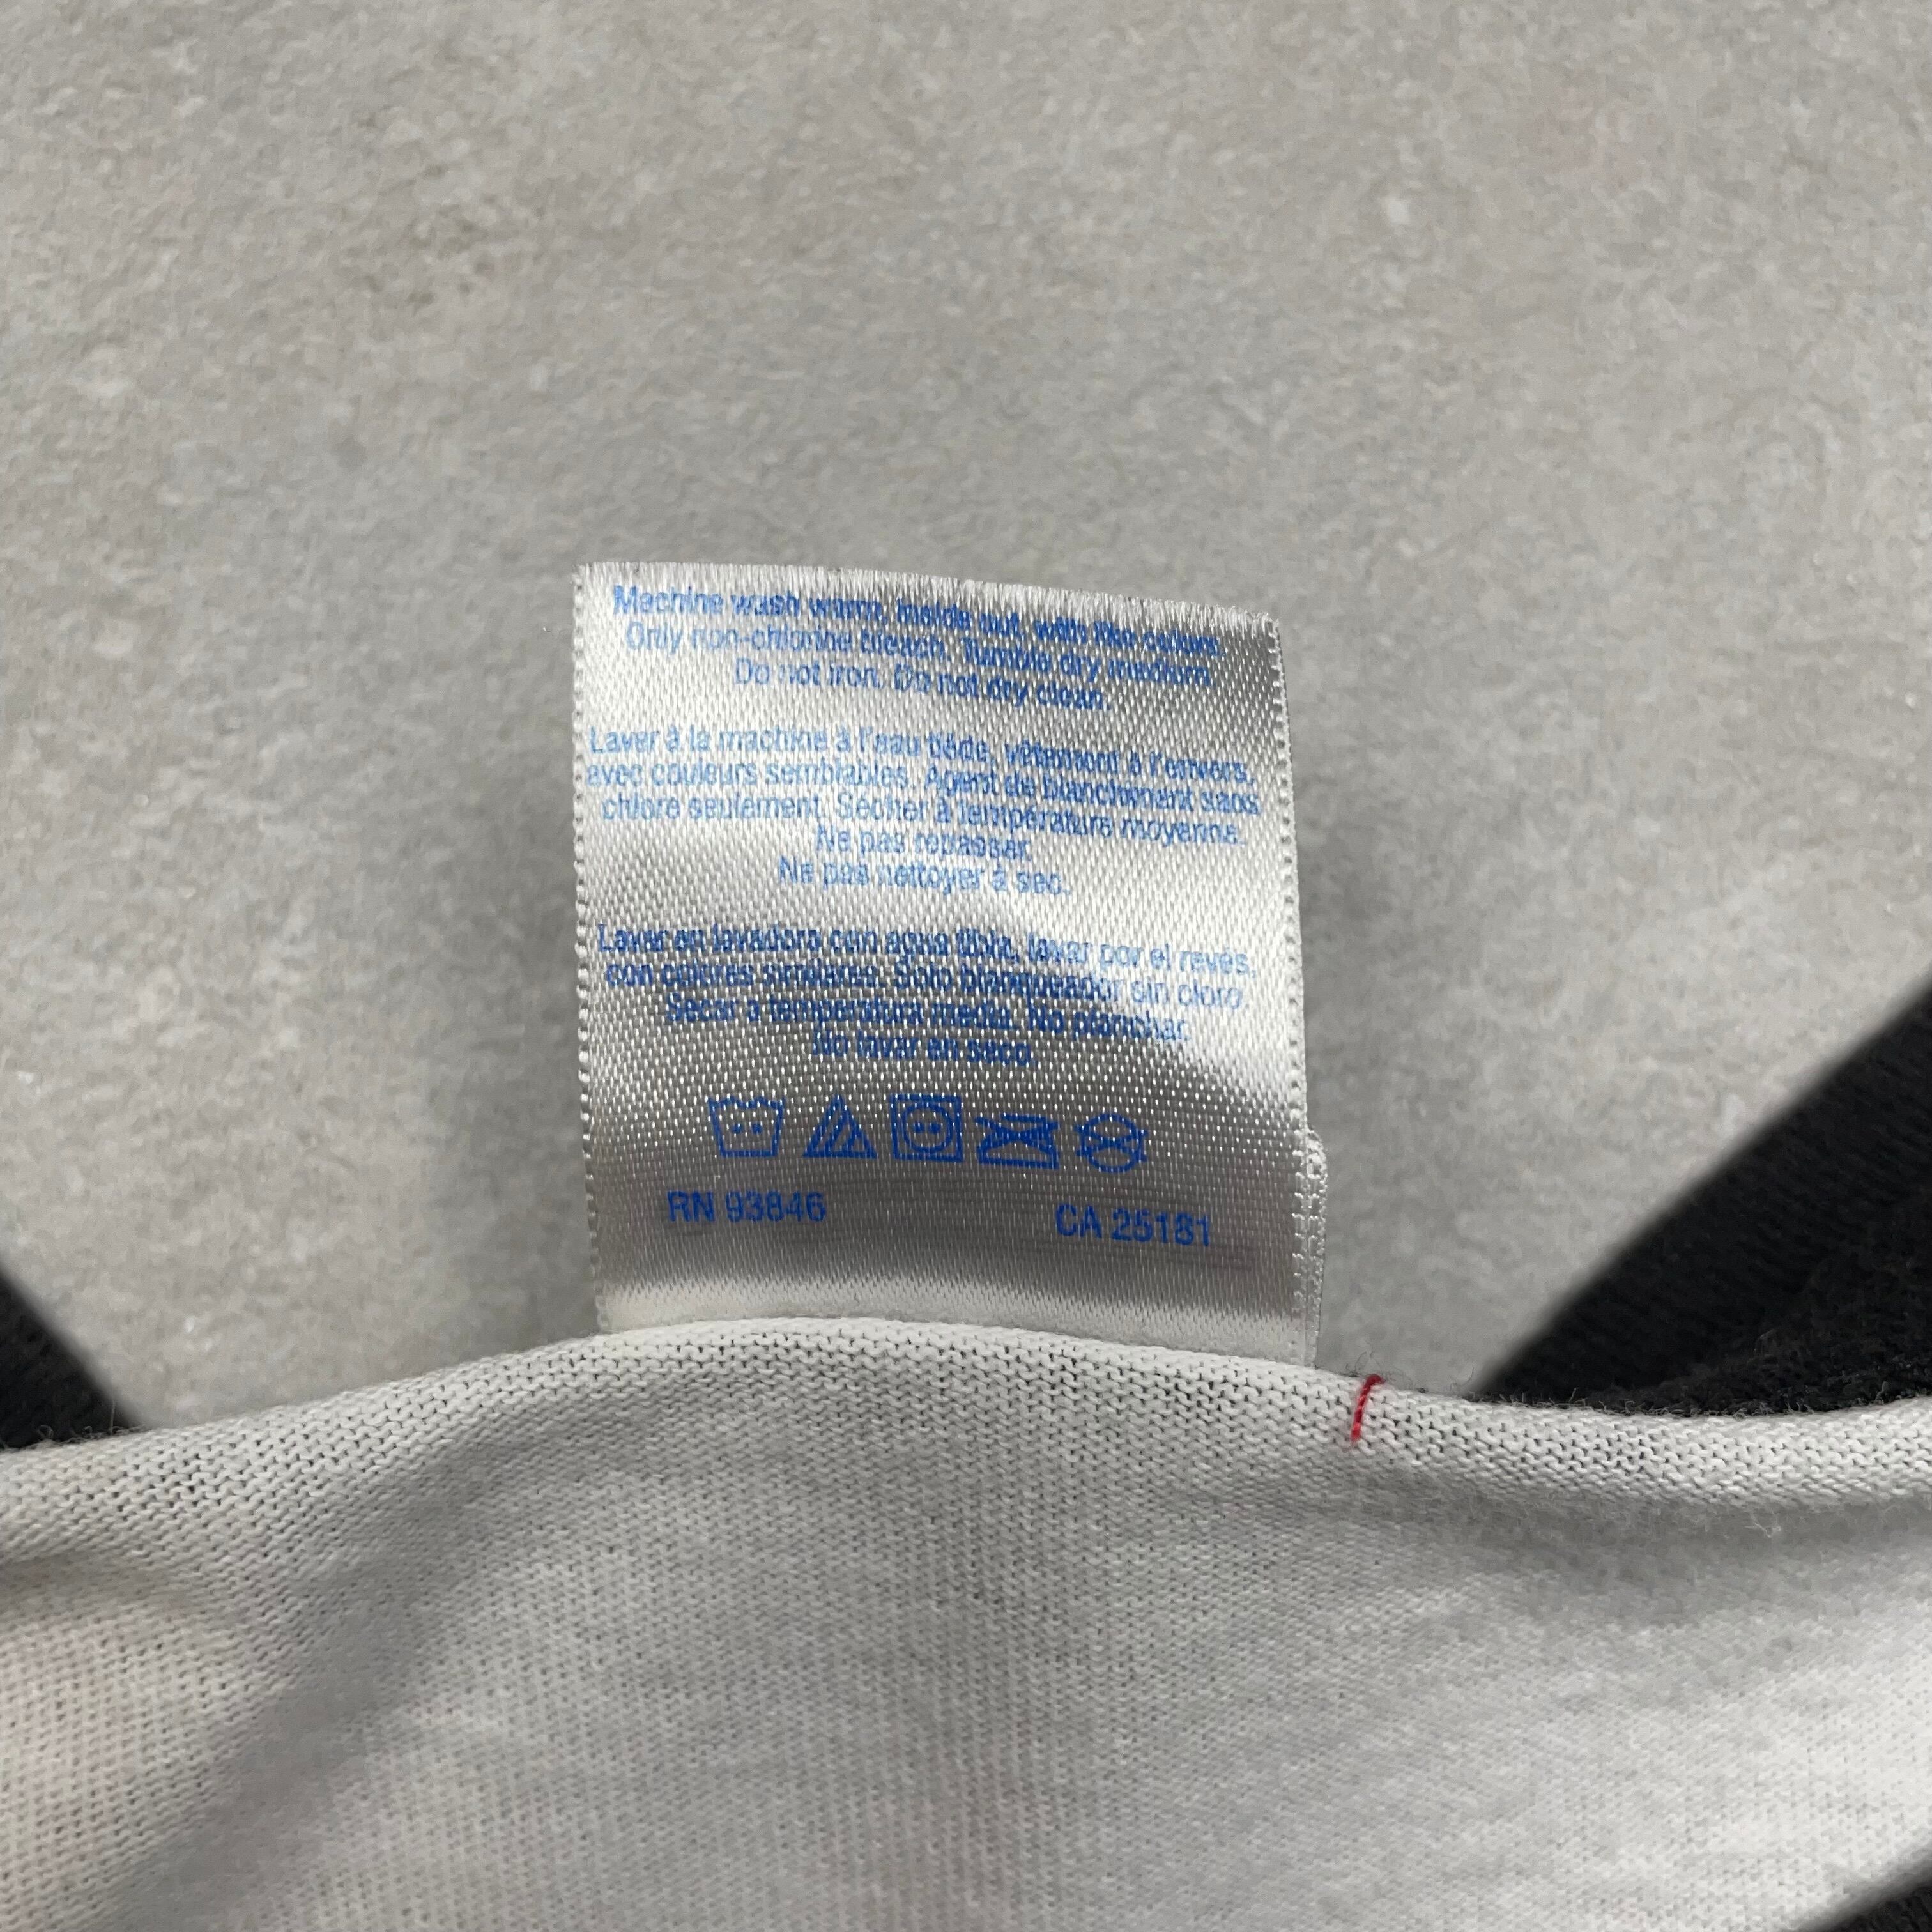 Machine wash warm, inside out, with like colors.
Only non-chlorine bleach. Tumble dry medium.
Do not iron. Do not dry clean.
Laver à la machine à l'eau tiède, vêtement à l'envers,
avec couleurs semblables. Agent de blanchiment sans
chlore seulement. Sécher à température moyenne.
Ne pas repasser.
Ne pas nettoyer à sec.
Lavar en lavadora con agua tibia, lavar por el revés,
con colores similares. Solo blanqueador sin cloro.
Secar a temperatura media. No planchar.
No lavar en seco.
RN 93846 CA 25181